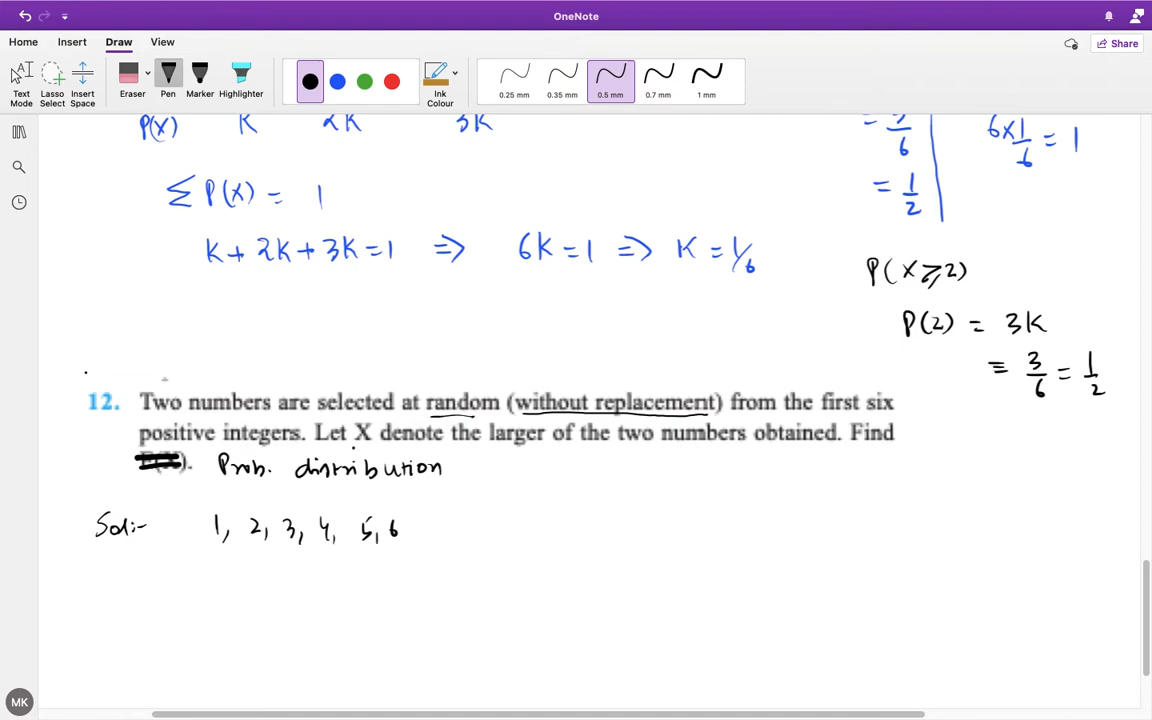 OneNote
Home Insert Draw View
Share
Text Mode Lasso Select Insert Space Eraser Pen Marker Highlighter Ink Colour 0.25 mm 0.35 mm 0.5 mm 0.7 mm 1 mm
P(X) K 2K 3K
= 3/6
6×1/6 = 1
= 1/2
Σ P(X) = 1
K + 2K + 3K = 1 => 6K = 1 => K = 1/6
P(X ⩾ 2)
P(2) = 3K
= 3/6 = 1/2
12. Two numbers are selected at random (without replacement) from the first six
positive integers. Let X denote the larger of the two numbers obtained. Find
). Prob. distribution
Sol:- 1, 2, 3, 4, 5, 6
MK